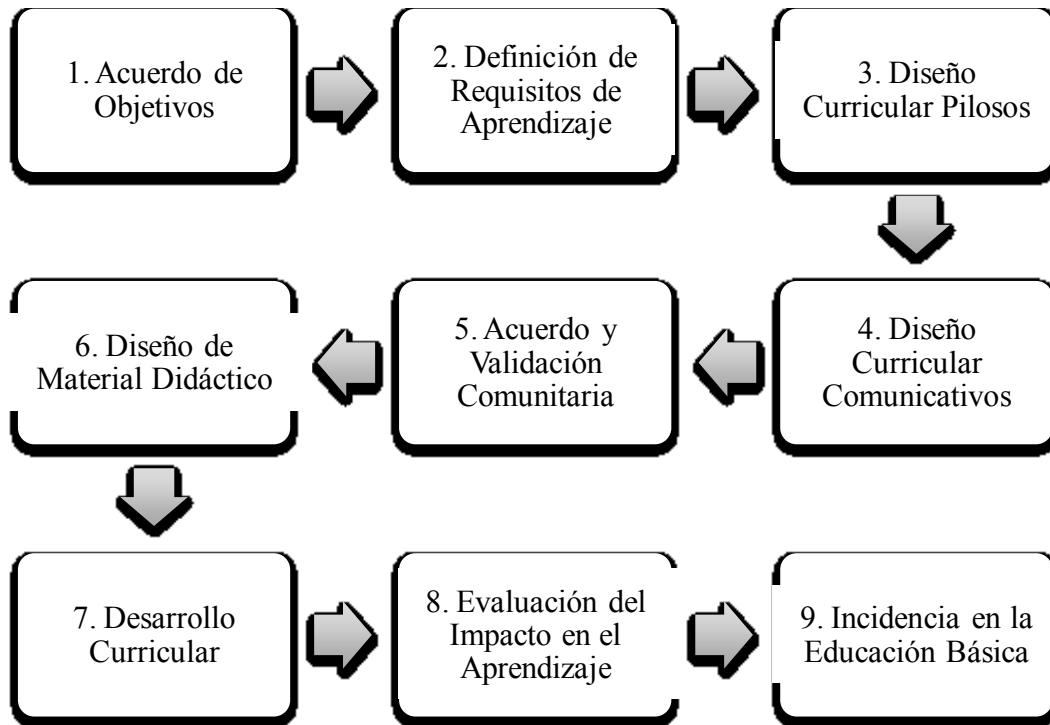 1. Acuerdo de
Objetivos
2. Definición de
Requisitos de
Aprendizaje
3. Diseño
Curricular Pilosos
4. Diseño
Curricular
Comunicativos
5. Acuerdo y
Validación
Comunitaria
6. Diseño de
Material Didáctico
7. Desarrollo
Curricular
8. Evaluación del
Impacto en el
Aprendizaje
9. Incidencia en la
Educación Básica